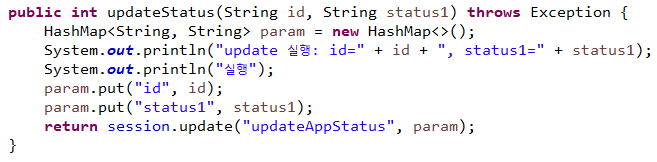 public int updateStatus(String id, String status1) throws Exception {
    HashMap<String, String> param = new HashMap<>();
    System.out.println("update 실행: id=" + id + ", status1=" + status1);
    System.out.println("실행");
    param.put("id", id);
    param.put("status1", status1);
    return session.update("updateAppStatus", param);
}